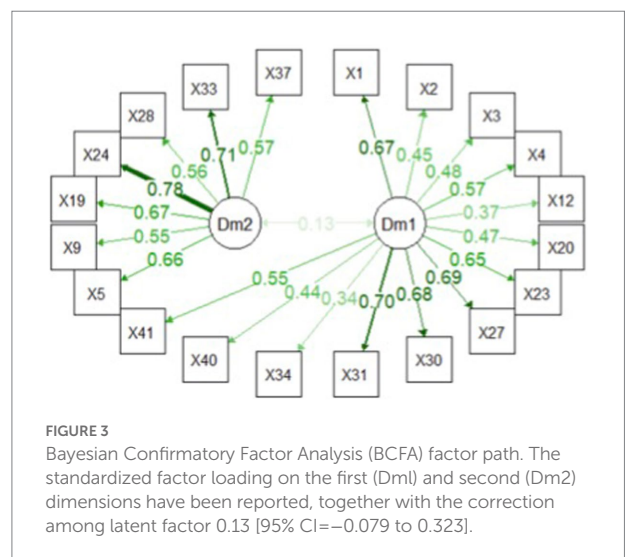 X37
X1
X33
X2
X28
X3
X24
X4
X19
X12
X9
X20
X5
X23
X41
X27
X40
X34
X31
X30
Dm2
Dm1
0.57
0.71
0.56
0.78
0.67
0.55
0.66
0.13
0.67
0.45
0.48
0.57
0.37
0.47
0.65
0.69
0.68
0.70
0.34
0.44
0.55
FIGURE 3
Bayesian Confirmatory Factor Analysis (BCFA) factor path. The
standardized factor loading on the first (Dml) and second (Dm2)
dimensions have been reported, together with the correction
among latent factor 0.13 [95% CI=−0.079 to 0.323].